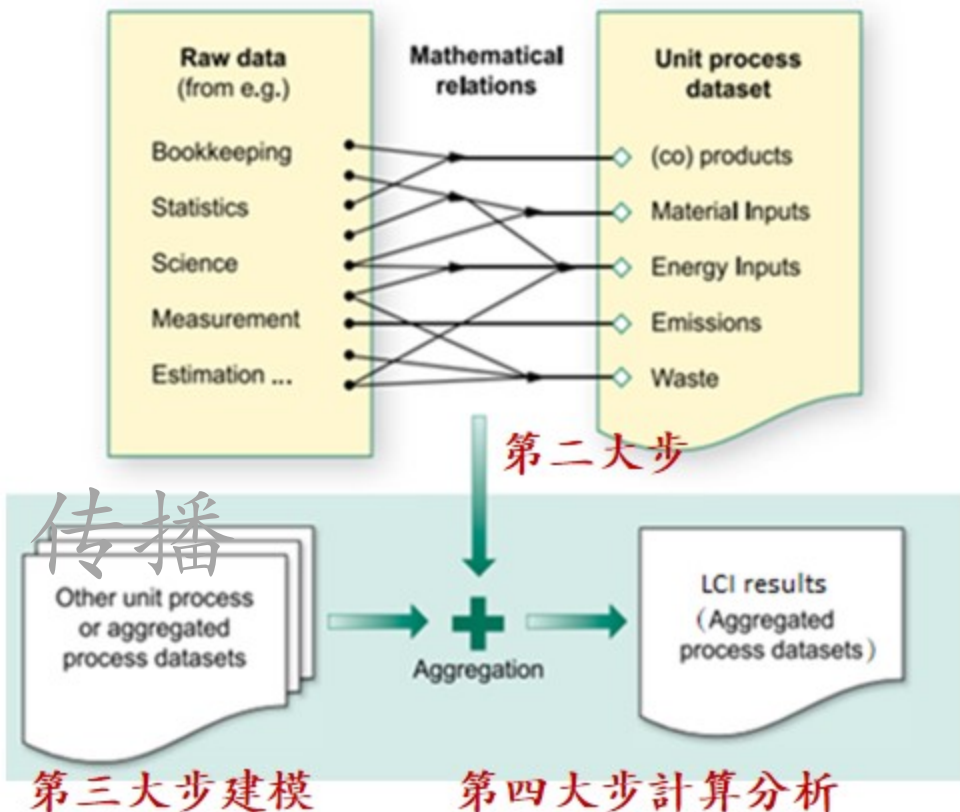 Raw data
(from e.g.)
Bookkeeping
Statistics
Science
Measurement
Estimation ...
Mathematical
relations
Unit process
dataset
(co) products
Material Inputs
Energy Inputs
Emissions
Waste
第二大步
传播
Other unit process
or aggregated
process datasets
Aggregation
LCI results
(Aggregated
process datasets)
第三大步建模
第四大步計算分析